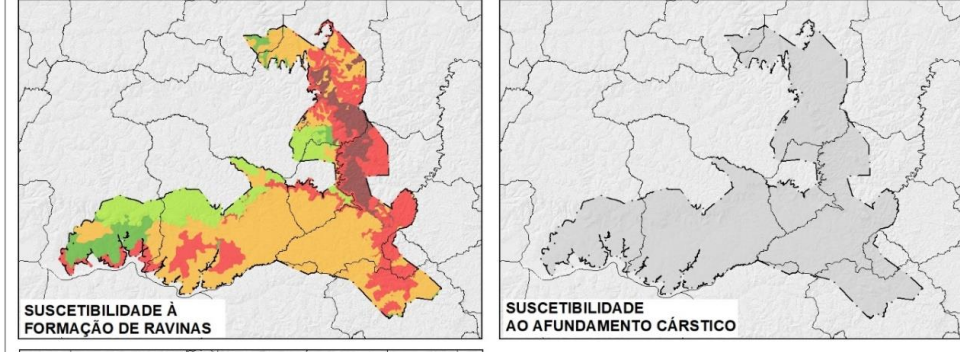 SUSCETIBILIDADE À
FORMAÇÃO DE RAVINAS
SUSCETIBILIDADE
AO AFUNDAMENTO CÁRSTICO